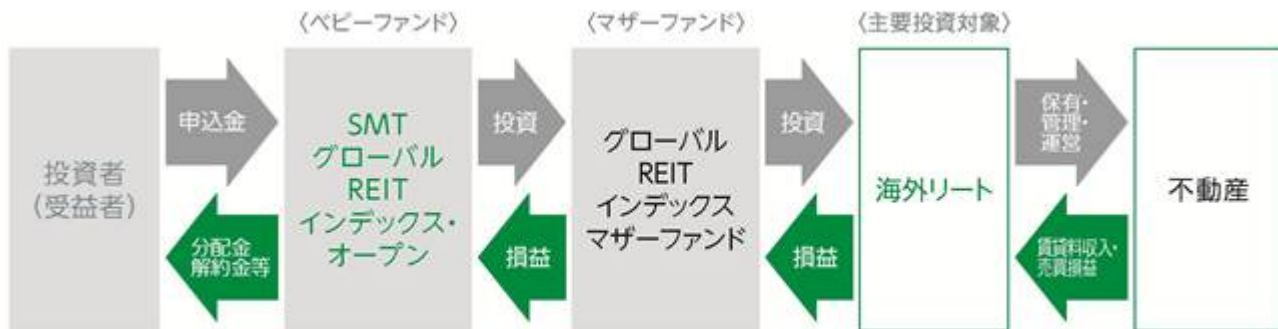 〈ベビーファンド〉
〈マザーファンド〉
〈主要投資対象〉
投資者
(受益者)
申込金
分配金
解約金等
SMT
グローバル
REIT
インデックス・
オープン
投資
損益
グローバル
REIT
インデックス
マザーファンド
投資
損益
海外リート
保有・
管理・
運営
賃貸料収入・
売買損益
不動産